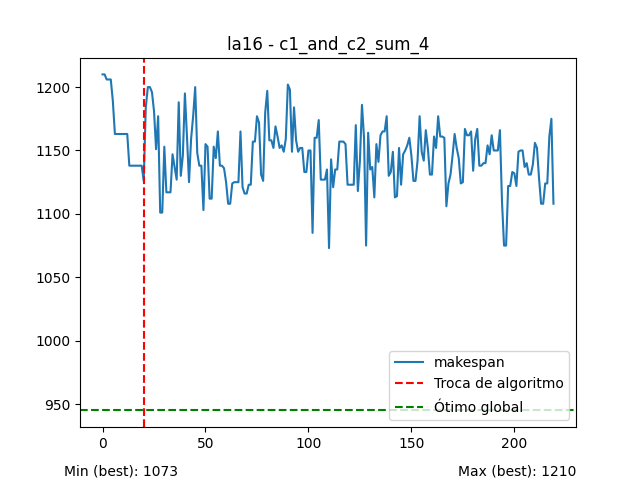 la16 - c1_and_c2_sum_4
1200
1150
1100
1050
1000
950
makespan
Troca de algoritmo
Ótimo global
0 50 100 150 200
Min (best): 1073 Max (best): 1210